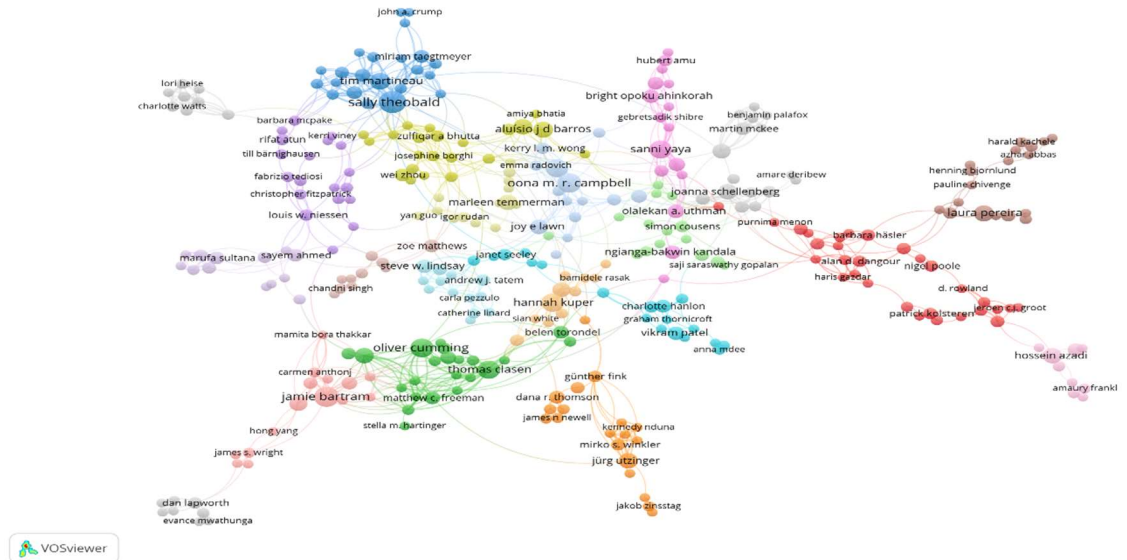 john a. crump
miriam taegtmeyer
hubert amu
tim martineau
lori heise
bright opoku ahinkorah
charlotte watts
sally theobald
amiya bhatia
benjamin palafox
gebretsadik shibre
barbara mcpake
aluísio j d barros
martin mckee
rifat atun
kerri viney
zulfiqar a bhutta
harald kachele
kerry l. m. wong
sanni yaya
till bärnighausen
josephine borghi
azhar abbas
emma radovich
henning bjornlund
fabrizio tediosi
wei zhou
amare deribew
oona m. r. campbell
pauline chivenge
christopher fitzpatrick
joanna schellenberg
marleen temmerman
louis w. niessen
yan guo
igor rudan
olalekan a. uthman
laura pereira
joy e lawn
simon cousens
purnima menon
barbara häsler
zoe matthews
marufa sultana
sayem ahmed
janet seeley
ngianga-bakwin kandala
alan d. dangour
steve w. lindsay
saji saraswathy gopalan
nigel poole
chandni singh
andrew j. tatem
bamidele rasak
haris gazdar
d. rowland
carla pezzulo
hannah kuper
charlotte hanlon
catherine linard
sian white
graham thornicroft
patrick kolsteren
jeroen c.j. groot
mamita bora thakkar
belen torondel
vikram patel
oliver cumming
anna mdee
hossein azadi
carmen anthonj
thomas clasen
günther fink
jamie bartram
matthew c. freeman
dana r. thomson
amaury frankl
james n newell
stella m. hartinger
kennedy nduna
hong yang
mirko s. winkler
james s. wright
jürg utzinger
dan lapworth
jakob zinsstag
evance mwathunga
VOSviewer